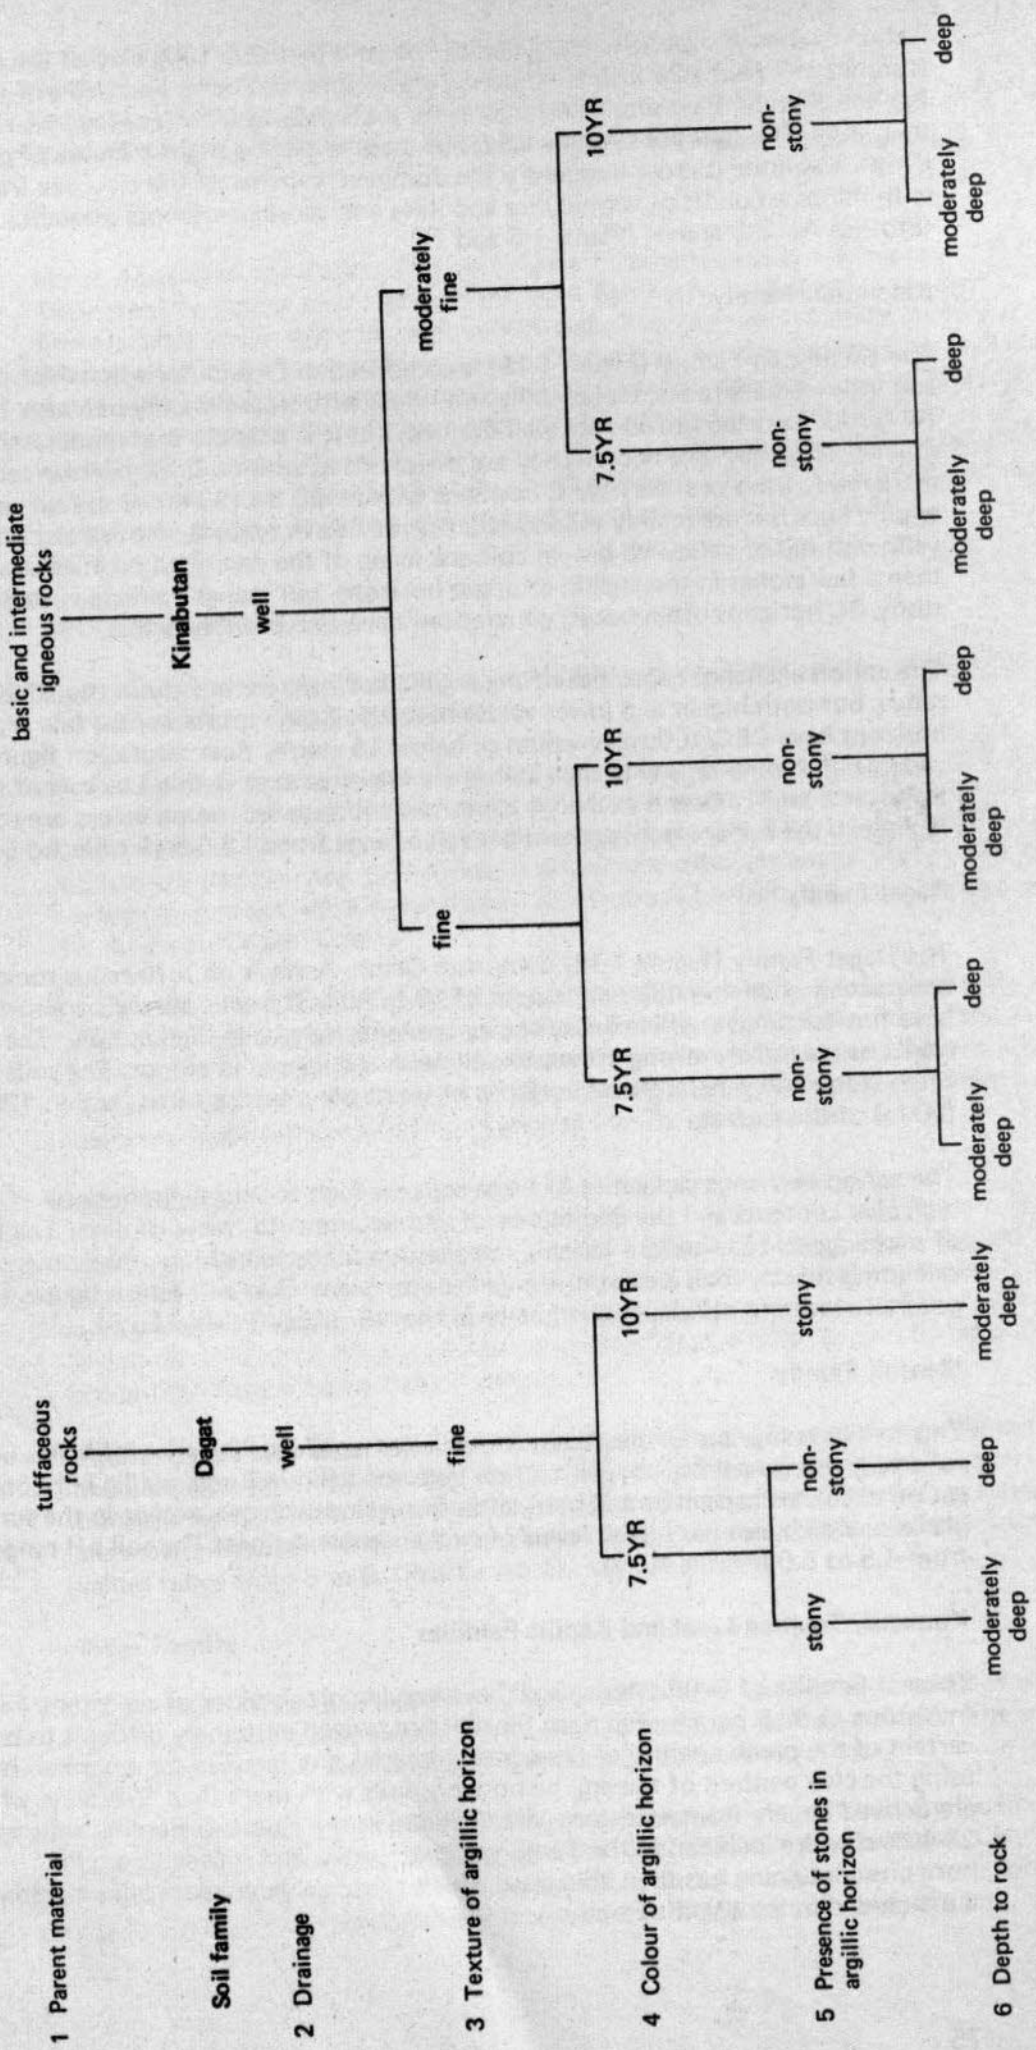 1 Parent material
tuffaceous
rocks
basic and intermediate
igneous rocks
Soil family
Dagat
Kinabutan
2 Drainage
well
well
3 Texture of argillic horizon
fine
fine
moderately
fine
4 Colour of argillic horizon
7.5YR
10YR
7.5YR
10YR
7.5YR
10YR
5 Presence of stones in
argillic horizon
stony
non-
stony
stony
non-
stony
non-
stony
non-
stony
non-
stony
6 Depth to rock
moderately
deep
deep
moderately
deep
moderately
deep
deep
moderately
deep
deep
moderately
deep
deep
moderately
deep
deep